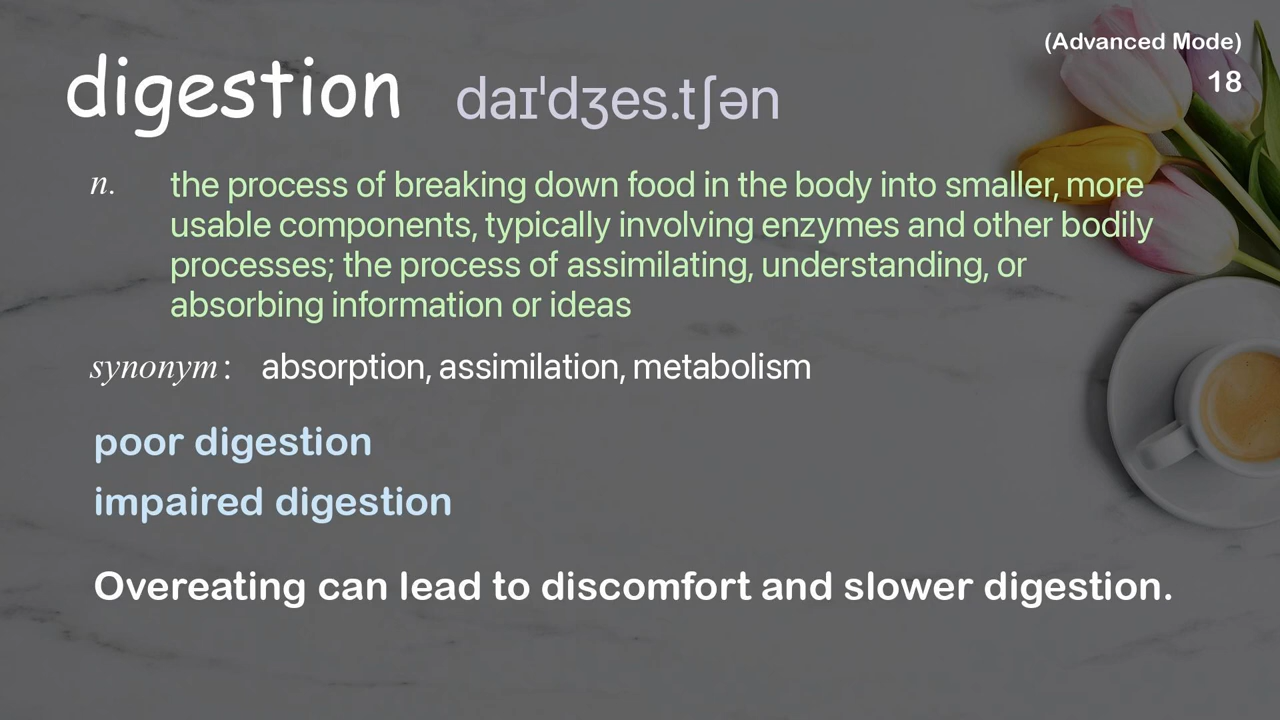 (Advanced Mode)
18
digestion daɪˈdʒes.tʃən
n. the process of breaking down food in the body into smaller, more
usable components, typically involving enzymes and other bodily
processes; the process of assimilating, understanding, or
absorbing information or ideas
synonym: absorption, assimilation, metabolism
poor digestion
impaired digestion
Overeating can lead to discomfort and slower digestion.